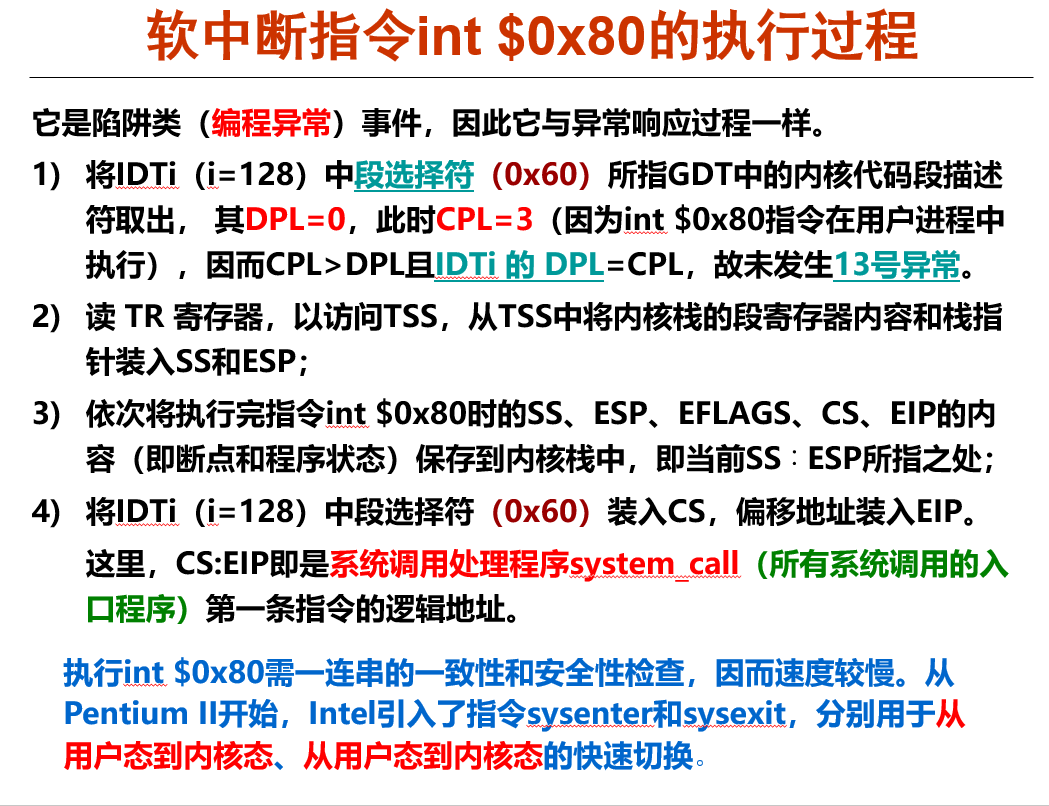 软中断指令int $0x80的执行过程
它是陷阱类（编程异常）事件，因此它与异常响应过程一样。
1) 将IDTi（i=128）中段选择符（0x60）所指GDT中的内核代码段描述
符取出， 其DPL=0，此时CPL=3（因为int $0x80指令在用户进程中
执行），因而CPL>DPL且IDTi 的 DPL=CPL，故未发生13号异常。
2) 读 TR 寄存器，以访问TSS，从TSS中将内核栈的段寄存器内容和栈指
针装入SS和ESP；
3) 依次将执行完指令int $0x80时的SS、ESP、EFLAGS、CS、EIP的内
容（即断点和程序状态）保存到内核栈中，即当前SS：ESP所指之处；
4) 将IDTi（i=128）中段选择符（0x60）装入CS，偏移地址装入EIP。
这里，CS:EIP即是系统调用处理程序system_call（所有系统调用的入
口程序）第一条指令的逻辑地址。
执行int $0x80需一连串的一致性和安全性检查，因而速度较慢。从
Pentium II开始，Intel引入了指令sysenter和sysexit，分别用于从
用户态到内核态、从用户态到内核态的快速切换。